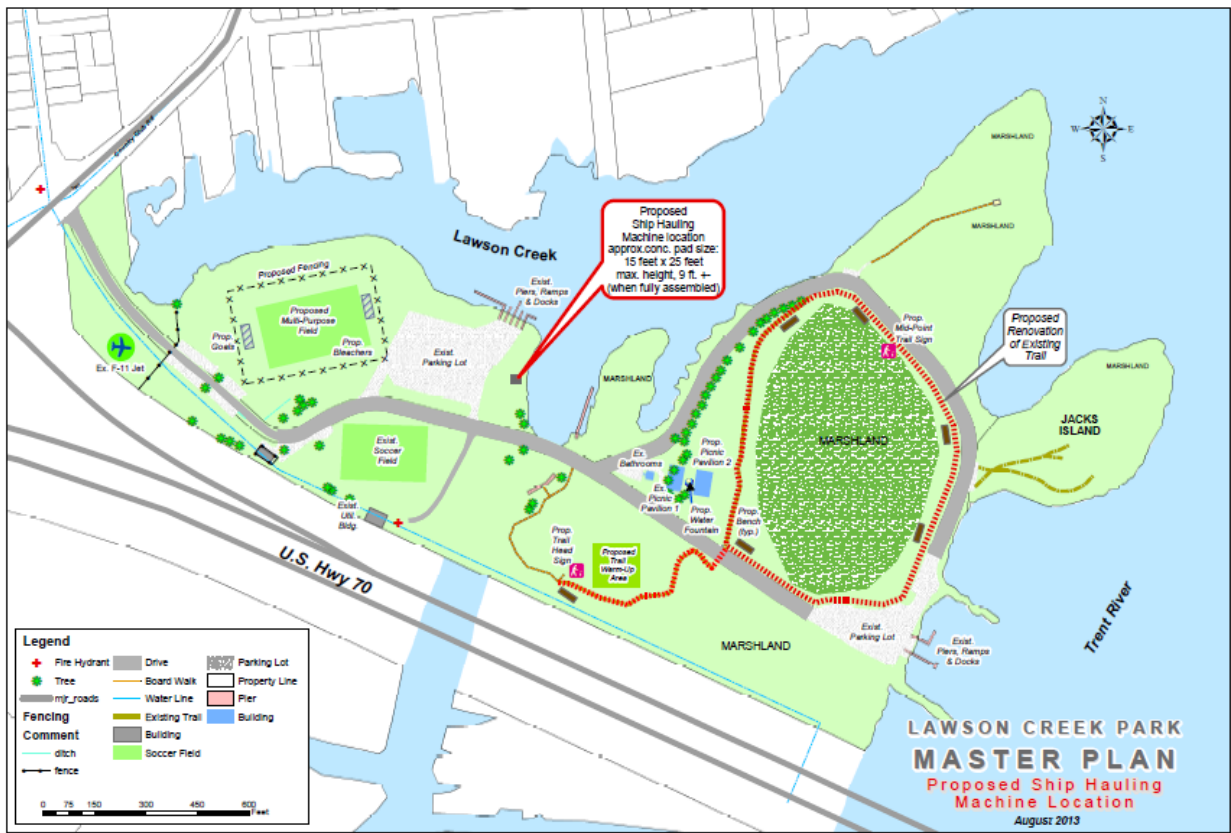 Country Club Rd
N
W
E
S
MARSHLAND
MARSHLAND
Proposed
Ship Hauling
Machine location
approx.conc. pad size:
15 feet x 25 feet
max. height, 9 ft. +-
(when fully assembled)
Lawson Creek
Proposed Fencing
Exist.
Piers, Ramps
& Docks
Proposed
Multi-Purpose
Field
Prop.
Goals
Prop.
Bleachers
Exist.
Parking Lot
Ex. F-11 Jet
Prop.
Mid-Point
Trail Sign
Proposed
Renovation
of Existing
Trail
MARSHLAND
MARSHLAND
JACKS
ISLAND
Exist.
Soccer
Field
MARSHLAND
Ex.
Bathrooms
Prop.
Picnic
Pavilion 2
Ex.
Picnic
Pavilion 1
Prop.
Water
Fountain
Prop.
Bench
(typ.)
Exist.
Util.
Bldg.
Prop.
Trail
Head
Sign
Proposed
Trail
Warm-Up
Area
U.S. Hwy 70
MARSHLAND
Exist.
Parking Lot
Exist.
Piers, Ramps
& Docks
Trent River
Legend
Fire Hydrant
Tree
mjr_roads
Fencing
Comment
ditch
fence
Drive
Board Walk
Water Line
Existing Trail
Building
Soccer Field
Parking Lot
Property Line
Pier
Building
0 75 150 300 450 600
Feet
LAWSON CREEK PARK
MASTER PLAN
Proposed Ship Hauling
Machine Location
August 2013